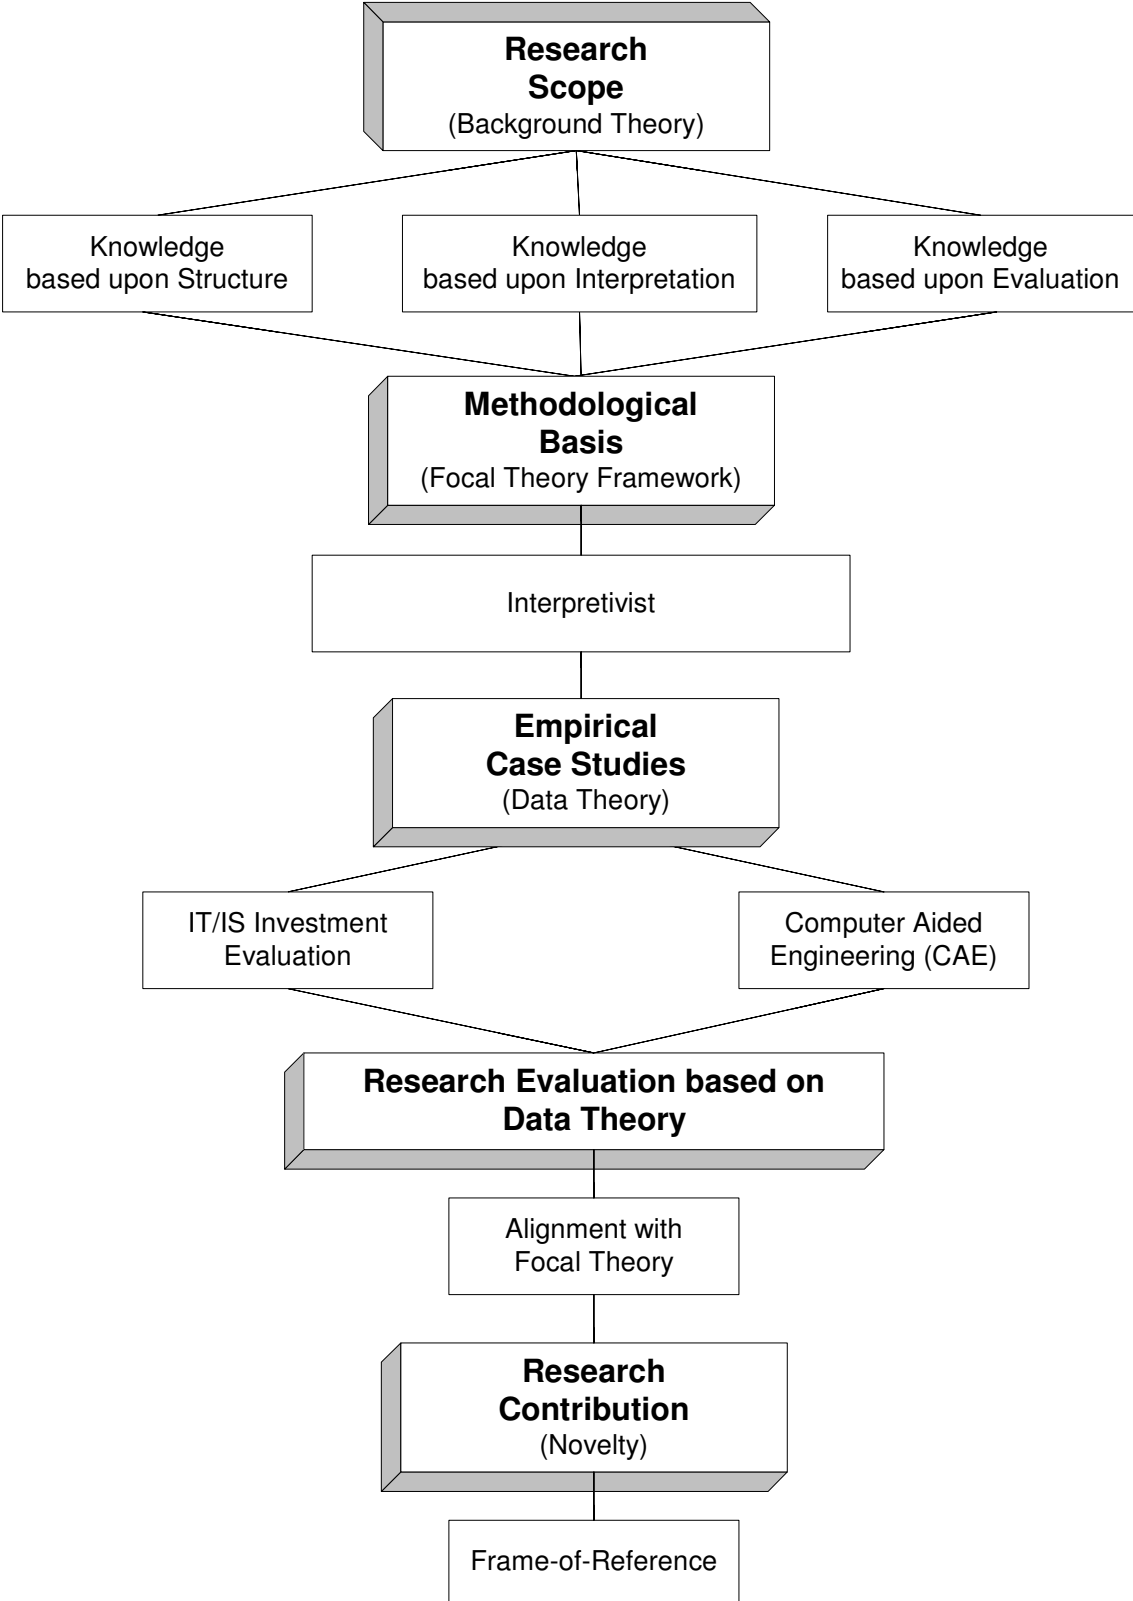 Research
Scope
(Background Theory)
Knowledge
based upon Structure
Knowledge
based upon Interpretation
Knowledge
based upon Evaluation
Methodological
Basis
(Focal Theory Framework)
Interpretivist
Empirical
Case Studies
(Data Theory)
IT/IS Investment
Evaluation
Computer Aided
Engineering (CAE)
Research Evaluation based on
Data Theory
Alignment with
Focal Theory
Research
Contribution
(Novelty)
Frame-of-Reference